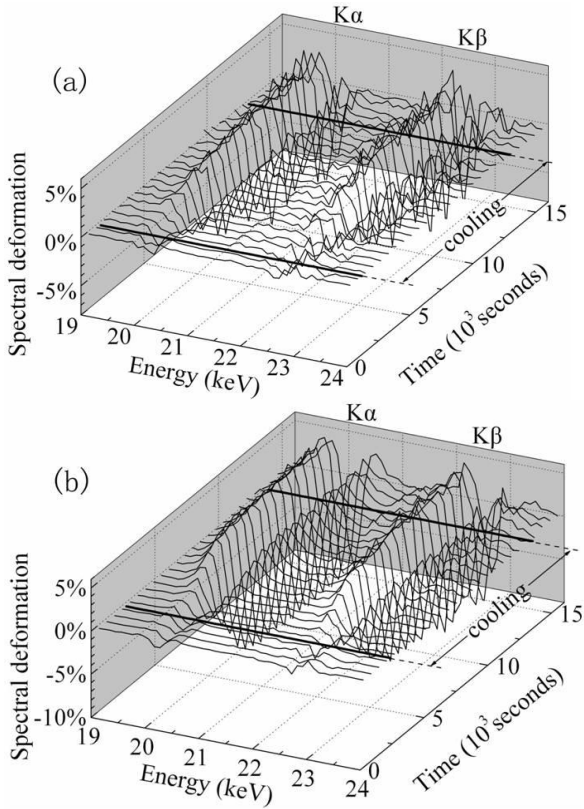 Kα
Kβ
(a)
5%
0%
-5%
Spectral deformation
19
20
21
22
23
24
Energy (keV)
0
5
10
15
Time (10³ seconds)
cooling
Kα
Kβ
(b)
5%
0%
-5%
-10%
Spectral deformation
19
20
21
22
23
24
Energy (keV)
0
5
10
15
Time (10³ seconds)
cooling